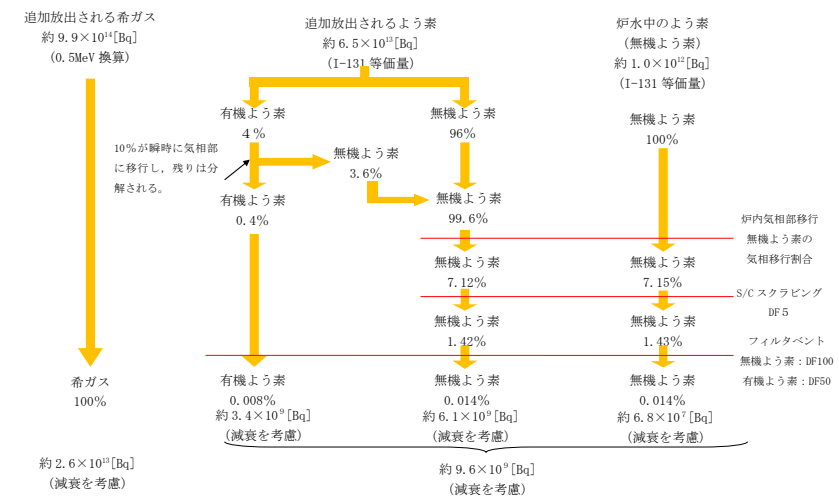 追加放出される希ガス
約 9.9×10¹⁴[Bq]
(0.5MeV 換算)
追加放出されるよう素
約 6.5×10¹³[Bq]
(I-131 等価量)
炉水中のよう素
(無機よう素)
約 1.0×10¹²[Bq]
(I-131 等価量)
有機よう素
4%
無機よう素
96%
無機よう素
100%
10%が瞬時に気相部
に移行し，残りは分
解される。
無機よう素
3.6%
有機よう素
0.4%
無機よう素
99.6%
炉内気相部移行
無機よう素の
気相移行割合
無機よう素
7.12%
無機よう素
7.15%
S/C スクラビング
DF５
無機よう素
1.42%
無機よう素
1.43%
フィルタベント
無機よう素：DF100
有機よう素：DF50
希ガス
100%
有機よう素
0.008%
約 3.4×10⁹[Bq]
(減衰を考慮)
無機よう素
0.014%
約 6.1×10⁹[Bq]
(減衰を考慮)
無機よう素
0.014%
約 6.8×10⁷[Bq]
(減衰を考慮)
約 2.6×10¹³[Bq]
(減衰を考慮)
約 9.6×10⁹[Bq]
(減衰を考慮)